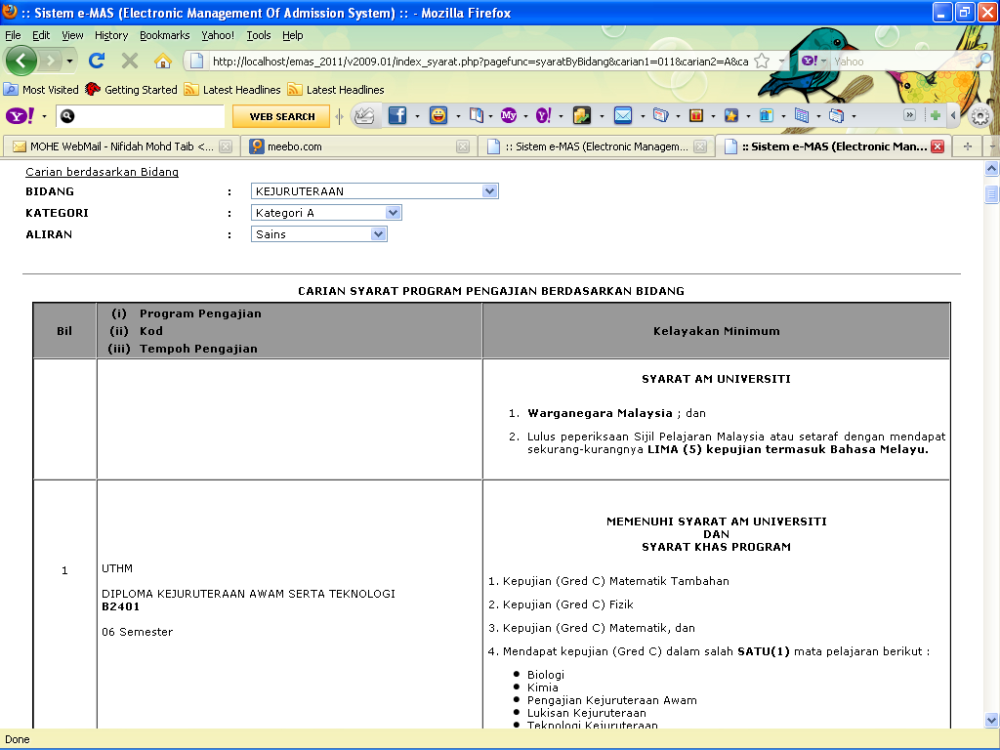 :: Sistem e-MAS (Electronic Management Of Admission System) :: - Mozilla Firefox
File Edit View History Bookmarks Yahoo! Tools Help
http://localhost/emas_2011/v2009.01/index_syarat.php?pagefunc=syaratByBidang&carian1=011&carian2=A&ca
Yahoo
Most Visited Getting Started Latest Headlines Latest Headlines
Y! WEB SEARCH
MOHE WebMail - Nifidah Mohd Taib <... meebo.com :: Sistem e-MAS (Electronic Managem... :: Sistem e-MAS (Electronic Man...
Carian berdasarkan Bidang
BIDANG : KEJURUTERAAN
KATEGORI : Kategori A
ALIRAN : Sains
CARIAN SYARAT PROGRAM PENGAJIAN BERDASARKAN BIDANG
Bil
(i) Program Pengajian
(ii) Kod
(iii) Tempoh Pengajian
Kelayakan Minimum
SYARAT AM UNIVERSITI
1. Warganegara Malaysia ; dan
2. Lulus peperiksaan Sijil Pelajaran Malaysia atau setaraf dengan mendapat
sekurang-kurangnya LIMA (5) kepujian termasuk Bahasa Melayu.
1
UTHM
DIPLOMA KEJURUTERAAN AWAM SERTA TEKNOLOGI
B2401
06 Semester
MEMENUHI SYARAT AM UNIVERSITI
DAN
SYARAT KHAS PROGRAM
1. Kepujian (Gred C) Matematik Tambahan
2. Kepujian (Gred C) Fizik
3. Kepujian (Gred C) Matematik, dan
4. Mendapat kepujian (Gred C) dalam salah SATU(1) mata pelajaran berikut :
Biologi
Kimia
Pengajian Kejuruteraan Awam
Lukisan Kejuruteraan
Teknologi Kejuruteraan
Done